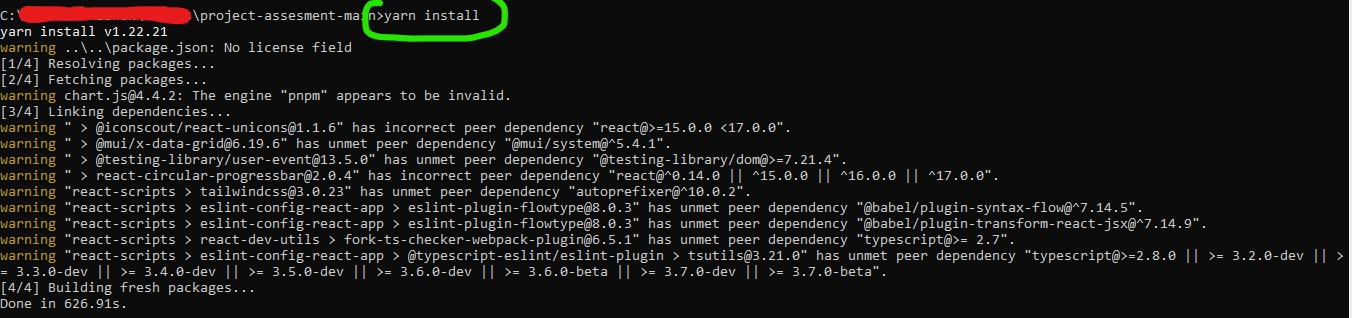 C:\project-assesment-main>yarn install
yarn install v1.22.21
warning ..\..\package.json: No license field
[1/4] Resolving packages...
[2/4] Fetching packages...
warning chart.js@4.4.2: The engine "pnpm" appears to be invalid.
[3/4] Linking dependencies...
warning " > @iconscout/react-unicons@1.1.6" has incorrect peer dependency "react@>=15.0.0 <17.0.0".
warning " > @mui/x-data-grid@6.19.6" has unmet peer dependency "@mui/system@^5.4.1".
warning " > @testing-library/user-event@13.5.0" has unmet peer dependency "@testing-library/dom@>=7.21.4".
warning " > react-circular-progressbar@2.0.4" has incorrect peer dependency "react@^0.14.0 || ^15.0.0 || ^16.0.0 || ^17.0.0".
warning "react-scripts > tailwindcss@3.0.23" has unmet peer dependency "autoprefixer@^10.0.2".
warning "react-scripts > eslint-config-react-app > eslint-plugin-flowtype@8.0.3" has unmet peer dependency "@babel/plugin-syntax-flow@^7.14.5".
warning "react-scripts > eslint-config-react-app > eslint-plugin-flowtype@8.0.3" has unmet peer dependency "@babel/plugin-transform-react-jsx@^7.14.9".
warning "react-scripts > react-dev-utils > fork-ts-checker-webpack-plugin@6.5.1" has unmet peer dependency "typescript@>= 2.7".
warning "react-scripts > eslint-config-react-app > @typescript-eslint/eslint-plugin > tsutils@3.21.0" has unmet peer dependency "typescript@>=2.8.0 || >= 3.2.0-dev || >
= 3.3.0-dev || >= 3.4.0-dev || >= 3.5.0-dev || >= 3.6.0-dev || >= 3.6.0-beta || >= 3.7.0-dev || >= 3.7.0-beta".
[4/4] Building fresh packages...
Done in 626.91s.